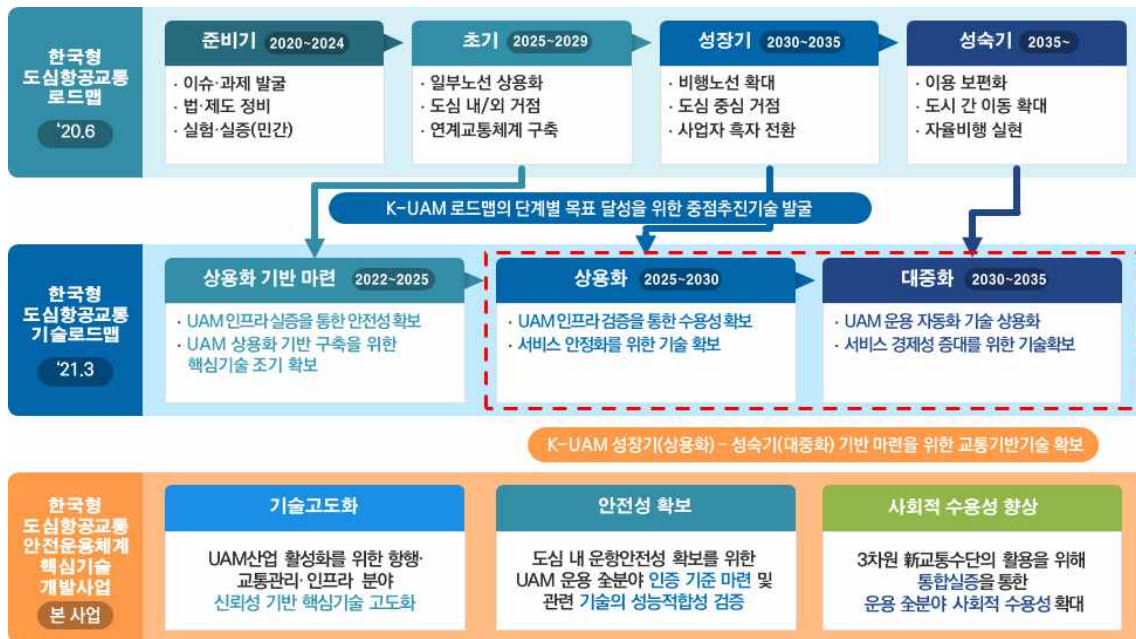 한국형
도심항공교통
로드맵
‘20.6
준비기 2020~2024
· 이슈·과제 발굴
· 법·제도 정비
· 실험·실증(민간)
초기 2025~2029
· 일부노선 상용화
· 도심 내/외 거점
· 연계교통체계 구축
성장기 2030~2035
· 비행노선 확대
· 도심 중심 거점
· 사업자 흑자 전환
성숙기 2035~
· 이용 보편화
· 도시 간 이동 확대
· 자율비행 실현
K-UAM 로드맵의 단계별 목표 달성을 위한 중점추진기술 발굴
한국형
도심항공교통
기술로드맵
‘21.3
상용화 기반 마련 2022~2025
· UAM 인프라 실증을 통한 안전성 확보
· UAM 상용화 기반 구축을 위한
핵심기술 조기 확보
상용화 2025~2030
· UAM 인프라 검증을 통한 수용성 확보
· 서비스 안정화를 위한 기술 확보
대중화 2030~2035
· UAM 운용 자동화 기술 상용화
· 서비스 경제성 증대를 위한 기술확보
K-UAM 성장기(상용화) – 성숙기(대중화) 기반 마련을 위한 교통기반기술 확보
한국형
도심항공교통
안전운용체계
핵심기술
개발사업
본 사업
기술고도화
UAM산업 활성화를 위한 항행·
교통관리·인프라 분야
신뢰성 기반 핵심기술 고도화
안전성 확보
도심 내 운항안전성 확보를 위한
UAM 운용 全분야 인증 기준 마련 및
관련 기술의 성능적합성 검증
사회적 수용성 향상
3차원 新교통수단의 활용을 위해
통합실증을 통한
운용 全분야 사회적 수용성 확대